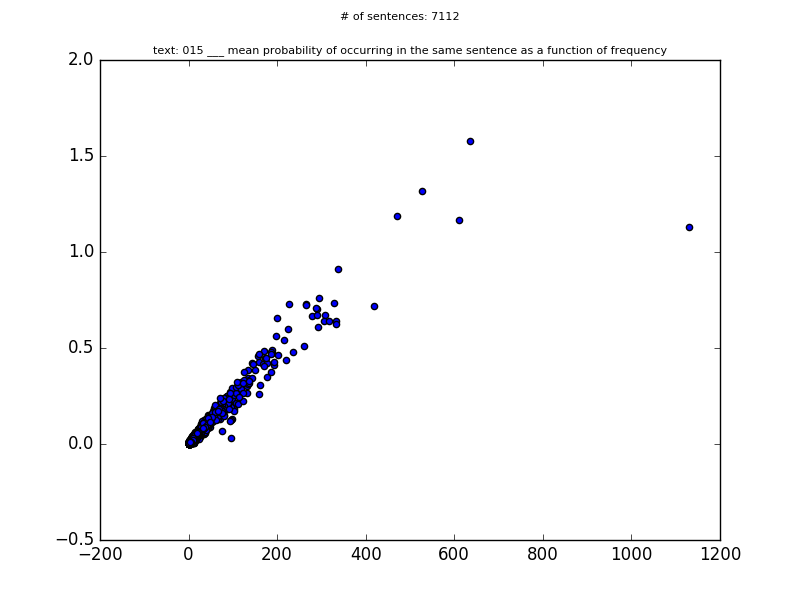 # of sentences: 7112
text: 015 ___ mean probability of occurring in the same sentence as a function of frequency
2.0
1.5
1.0
0.5
0.0
−0.5
−200 0 200 400 600 800 1000 1200